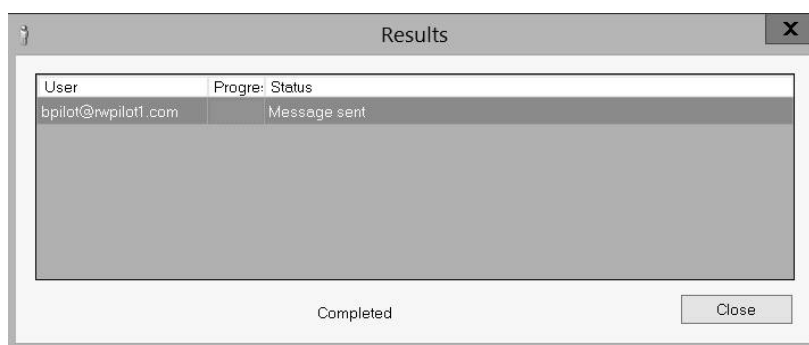 Results
X
User Progre: Status
bpilot@rwpilot1.com Message sent
Completed
Close